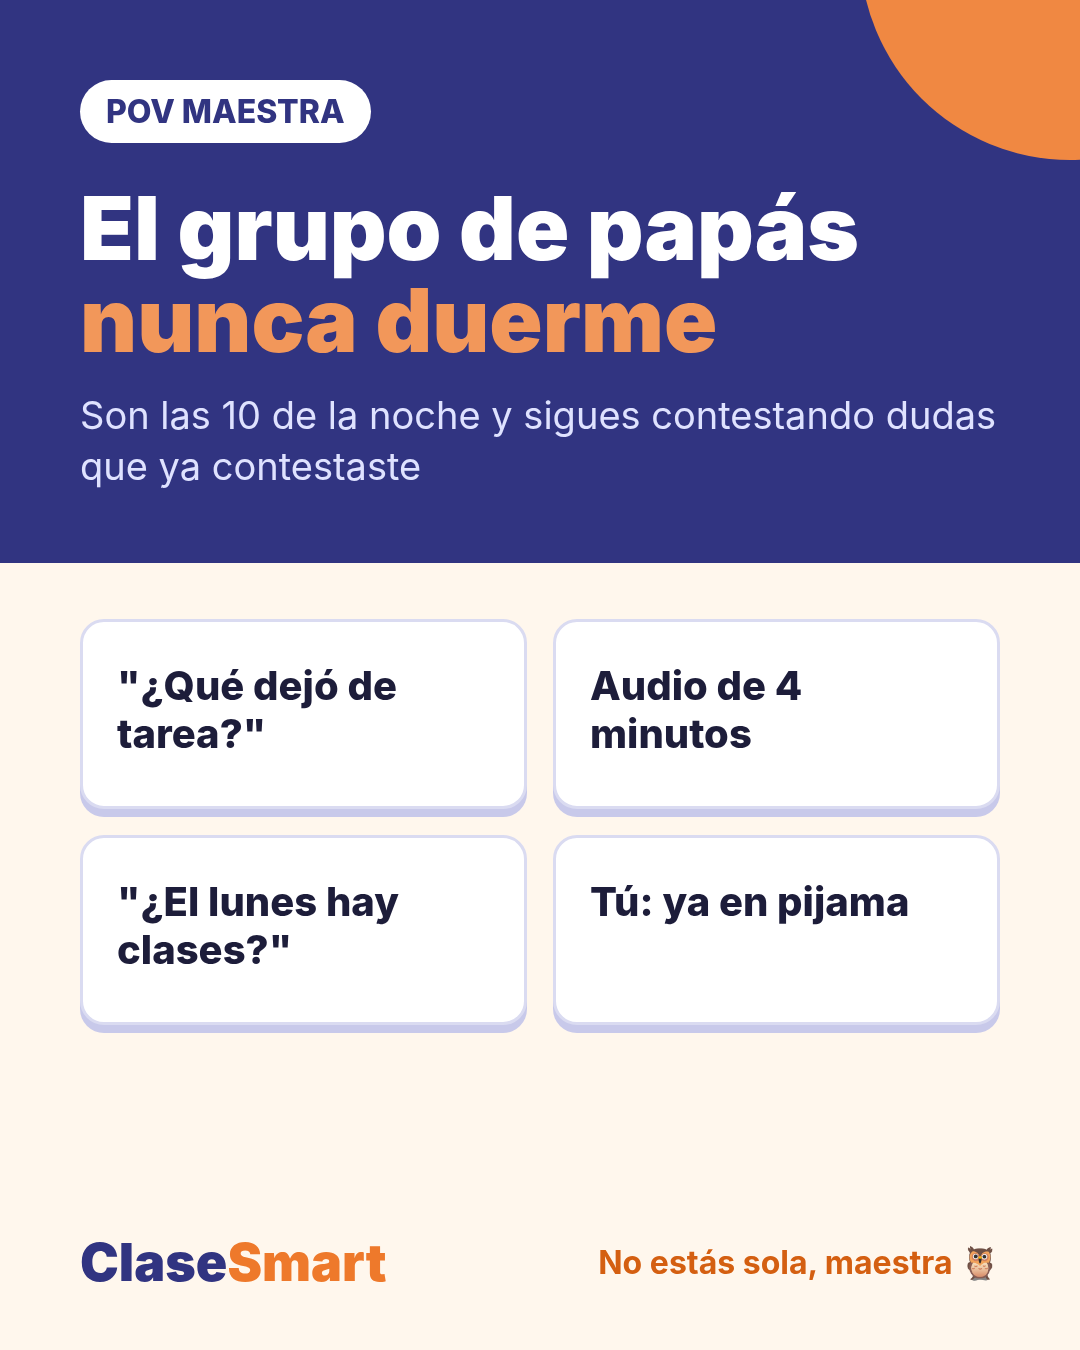 POV MAESTRA
El grupo de papás
nunca duerme
Son las 10 de la noche y sigues contestando dudas
que ya contestaste
"¿Qué dejó de
tarea?"
Audio de 4
minutos
"¿El lunes hay
clases?"
Tú: ya en pijama
ClaseSmart
No estás sola, maestra 🦉